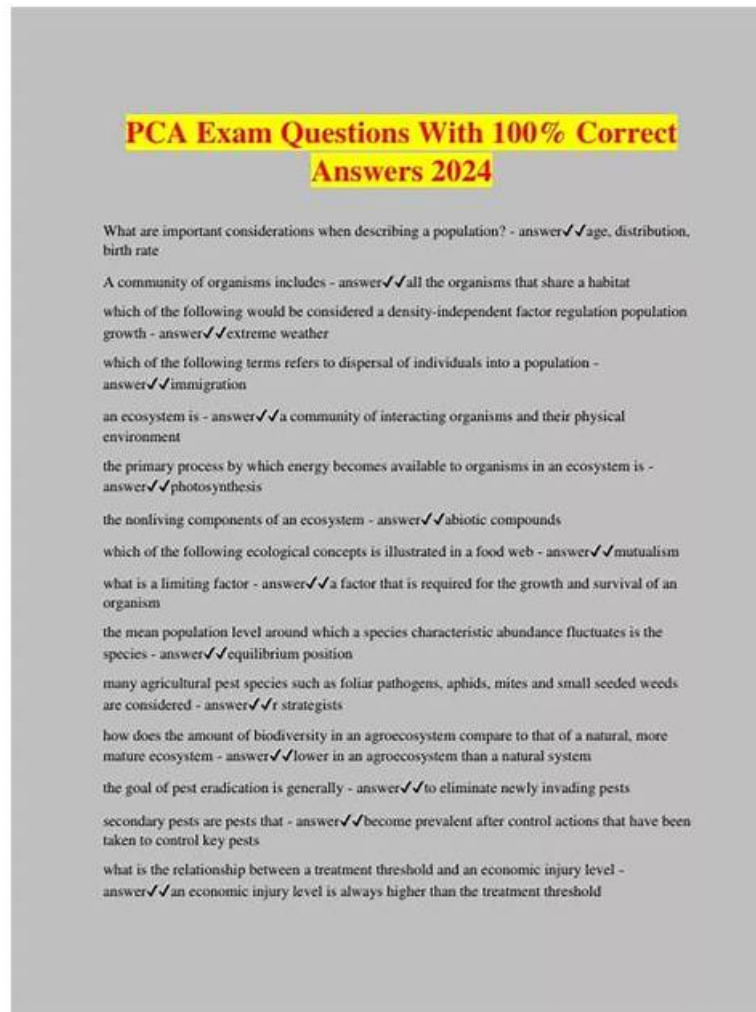 PCA Exam Questions With 100% Correct
Answers 2024
What are important considerations when describing a population? - answer✓✓age, distribution,
birth rate
A community of organisms includes - answer✓✓all the organisms that share a habitat
which of the following would be considered a density-independent factor regulation population
growth - answer✓✓extreme weather
which of the following terms refers to dispersal of individuals into a population -
answer✓✓immigration
an ecosystem is - answer✓✓a community of interacting organisms and their physical
environment
the primary process by which energy becomes available to organisms in an ecosystem is -
answer✓✓photosynthesis
the nonliving components of an ecosystem - answer✓✓abiotic compounds
which of the following ecological concepts is illustrated in a food web - answer✓✓mutualism
what is a limiting factor - answer✓✓a factor that is required for the growth and survival of an
organism
the mean population level around which a species characteristic abundance fluctuates is the
species - answer✓✓equilibrium position
many agricultural pest species such as foliar pathogens, aphids, mites and small seeded weeds
are considered - answer✓✓r strategists
how does the amount of biodiversity in an agroecosystem compare to that of a natural, more
mature ecosystem - answer✓✓lower in an agroecosystem than a natural system
the goal of pest eradication is generally - answer✓✓to eliminate newly invading pests
secondary pests are pests that - answer✓✓become prevalent after control actions that have been
taken to control key pests
what is the relationship between a treatment threshold and an economic injury level -
answer✓✓an economic injury level is always higher than the treatment threshold